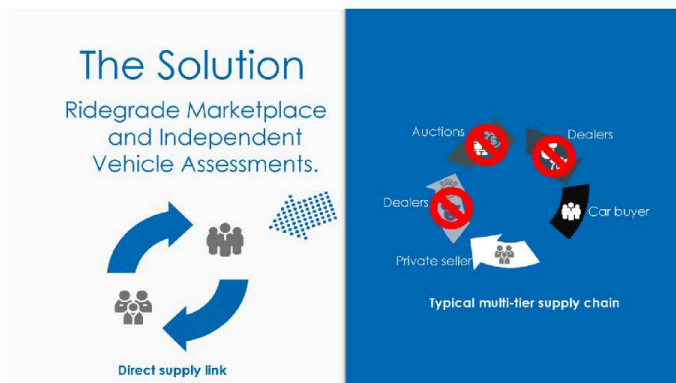 The Solution
Ridegrade Marketplace
and Independent
Vehicle Assessments.
Direct supply link
Auctions
Dealers
Dealers
Car buyer
Private seller
Typical multi-tier supply chain